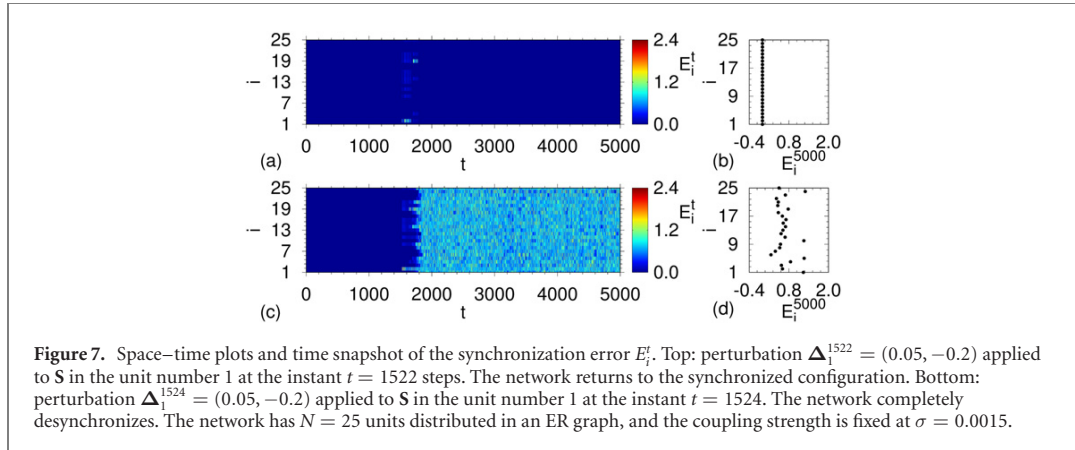 25
19
13
7
1
i
0 1000 2000 3000 4000 5000
t
(a)
2.4
1.2
0.0
E_i^t
25
17
9
1
i
-0.4 0.8 2.0
E_i^5000
(b)
25
19
13
7
1
i
0 1000 2000 3000 4000 5000
t
(c)
2.4
1.2
0.0
E_i^t
25
17
9
1
i
-0.4 0.8 2.0
E_i^5000
(d)
Figure 7. Space–time plots and time snapshot of the synchronization error E_i^t. Top: perturbation Δ_1^1522 = (0.05, −0.2) applied
to S in the unit number 1 at the instant t = 1522 steps. The network returns to the synchronized configuration. Bottom:
perturbation Δ_1^1524 = (0.05, −0.2) applied to S in the unit number 1 at the instant t = 1524. The network completely
desynchronizes. The network has N = 25 units distributed in an ER graph, and the coupling strength is fixed at σ = 0.0015.